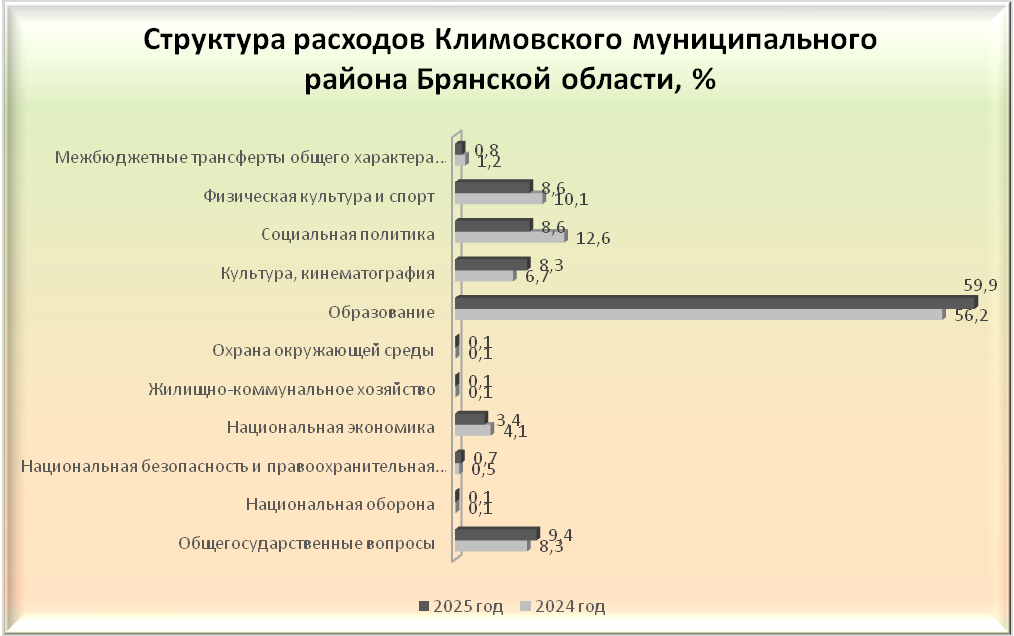 Структура расходов Климовского муниципального
района Брянской области, %
Межбюджетные трансферты общего характера...
0,8
1,2
Физическая культура и спорт
8,6
10,1
Социальная политика
8,6
12,6
Культура, кинематография
8,3
6,7
Образование
59,9
56,2
Охрана окружающей среды
0,1
0,1
Жилищно-коммунальное хозяйство
0,1
0,1
Национальная экономика
3,4
4,1
Национальная безопасность и правоохранительная...
0,7
0,5
Национальная оборона
0,1
0,1
Общегосударственные вопросы
9,4
8,3
2025 год 2024 год